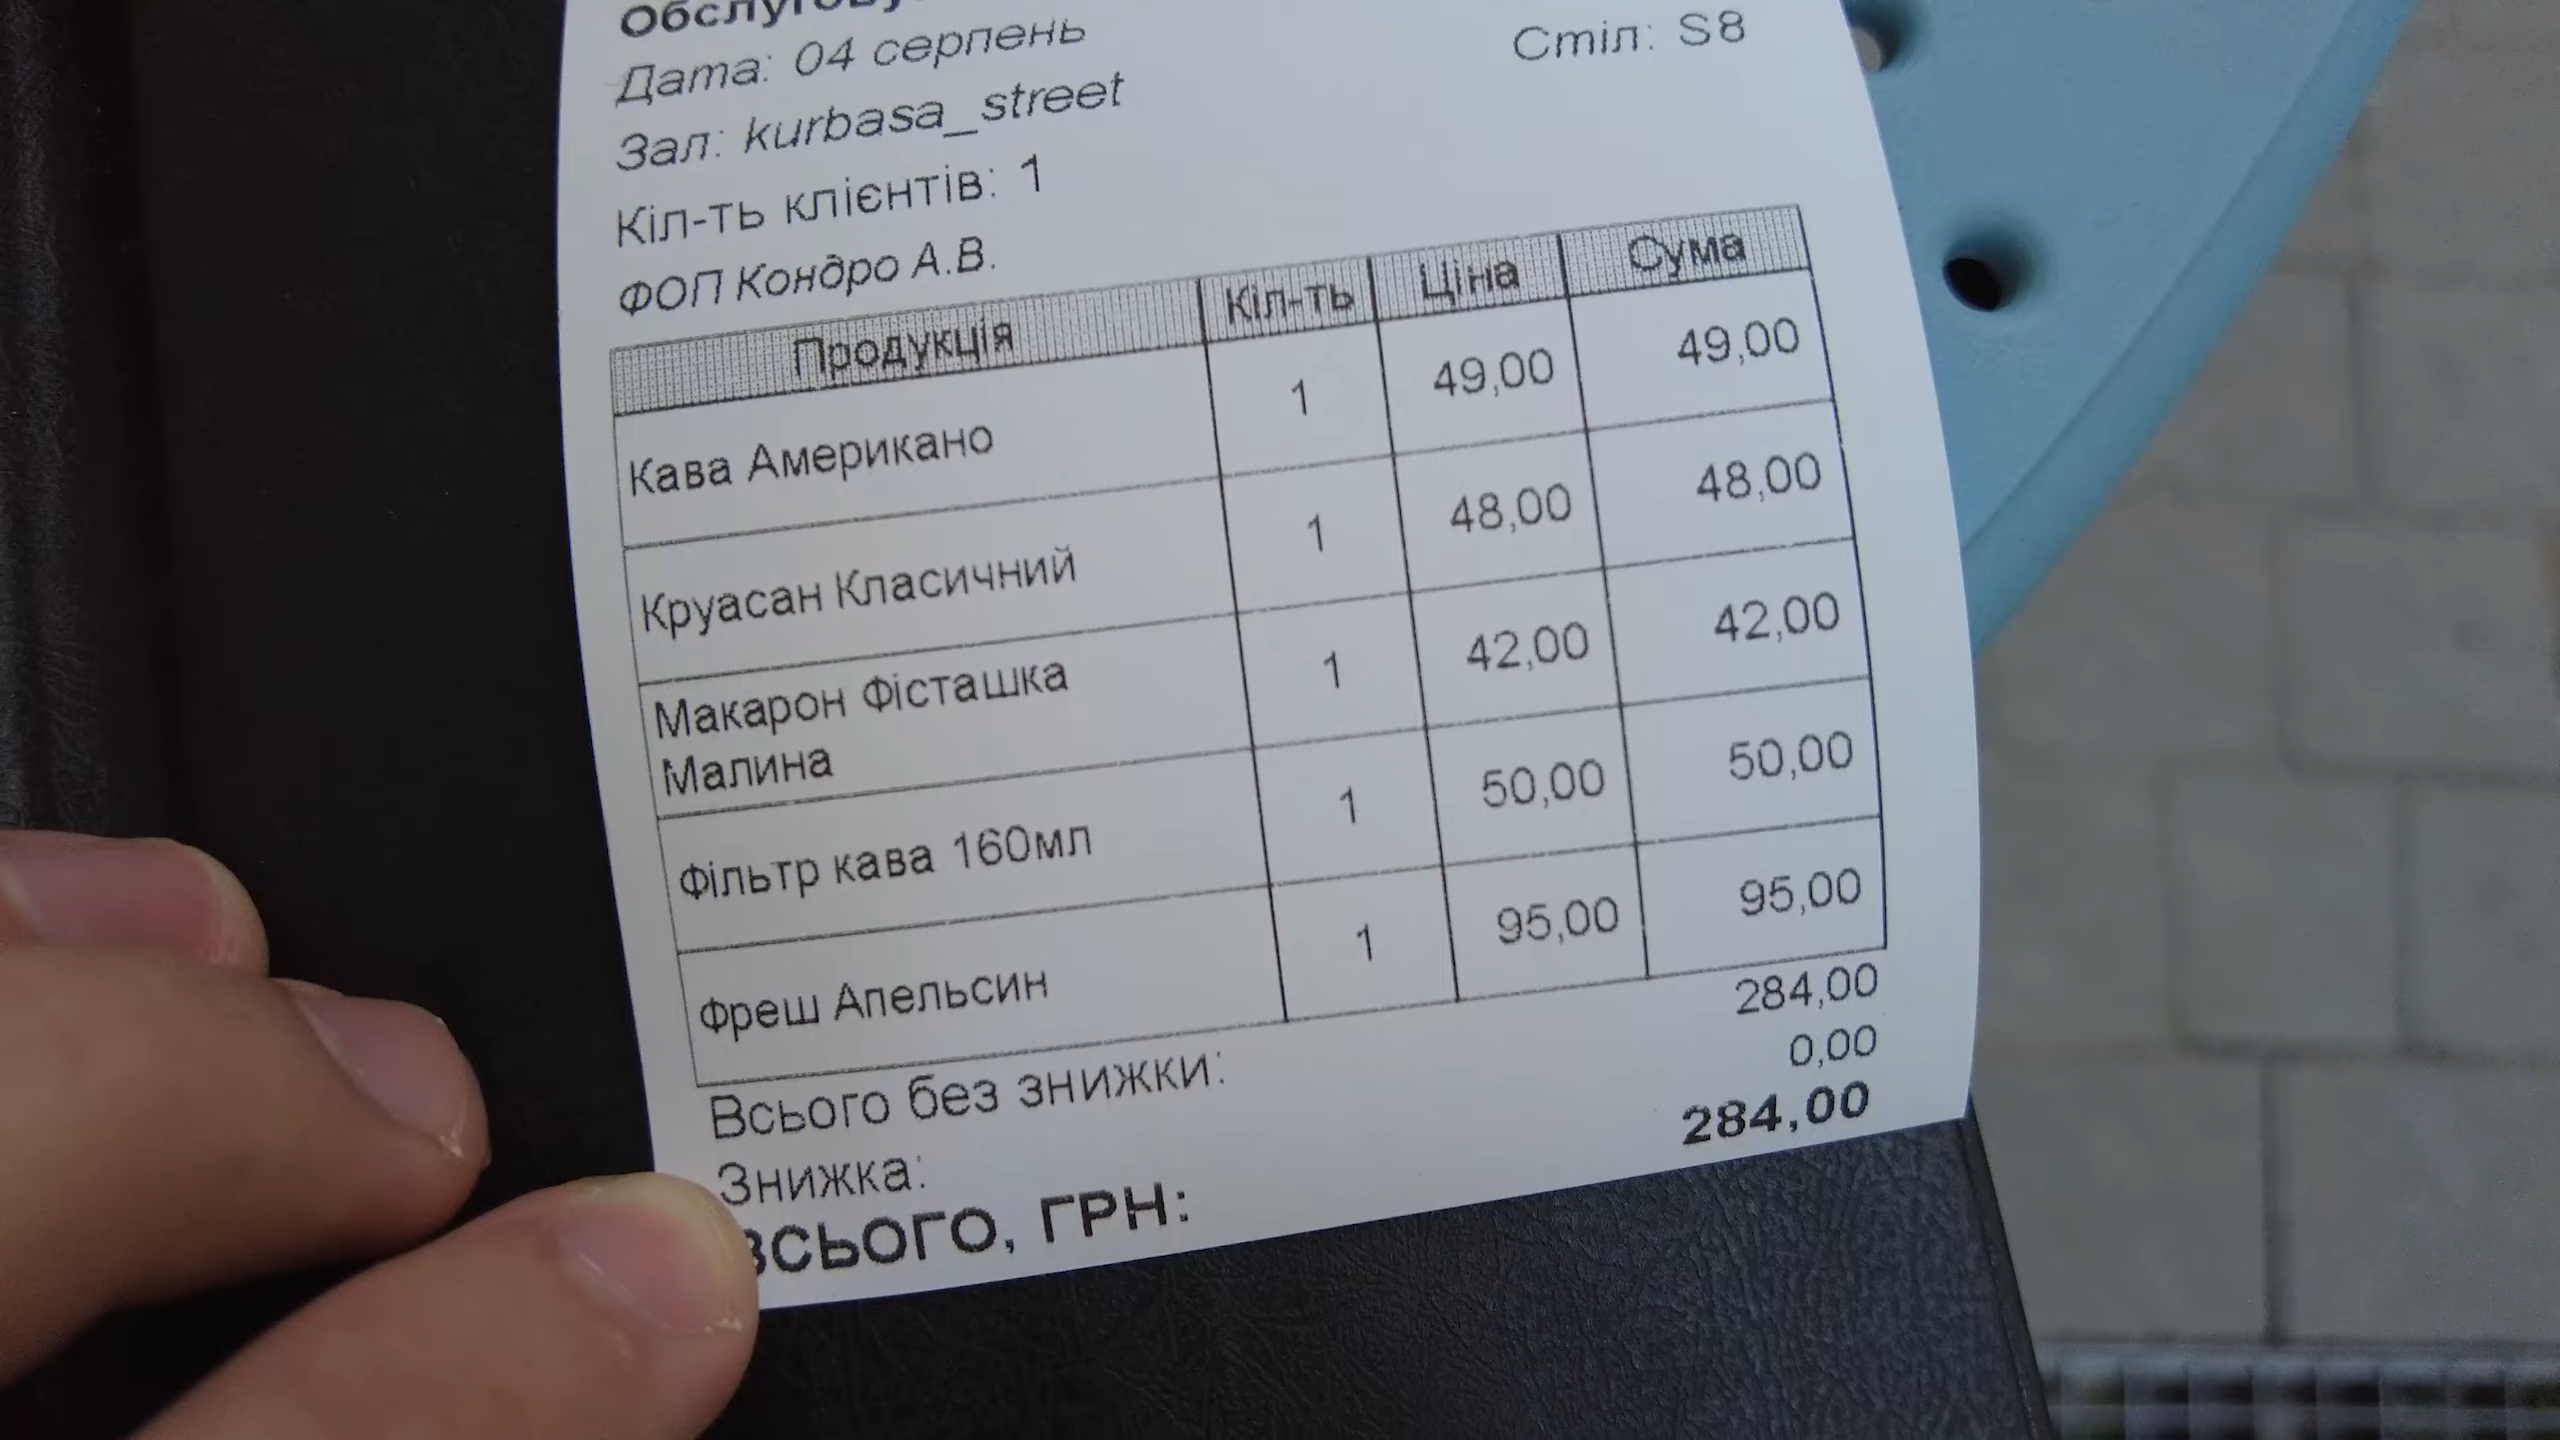 Дата: 04 серпень
Стіл: S8
Зал: kurbasa_street
Кіл-ть клієнтів: 1
ФОП Кондро А.В.
Продукція Кіл-ть Ціна Сума
Кава Американо 1 49,00 49,00
Круасан Класичний 1 48,00 48,00
Макарон Фісташка
Малина 1 42,00 42,00
Фільтр кава 160мл 1 50,00 50,00
Фреш Апельсин 1 95,00 95,00
Всього без знижки: 284,00
Знижка: 0,00
ВСЬОГО, ГРН: 284,00